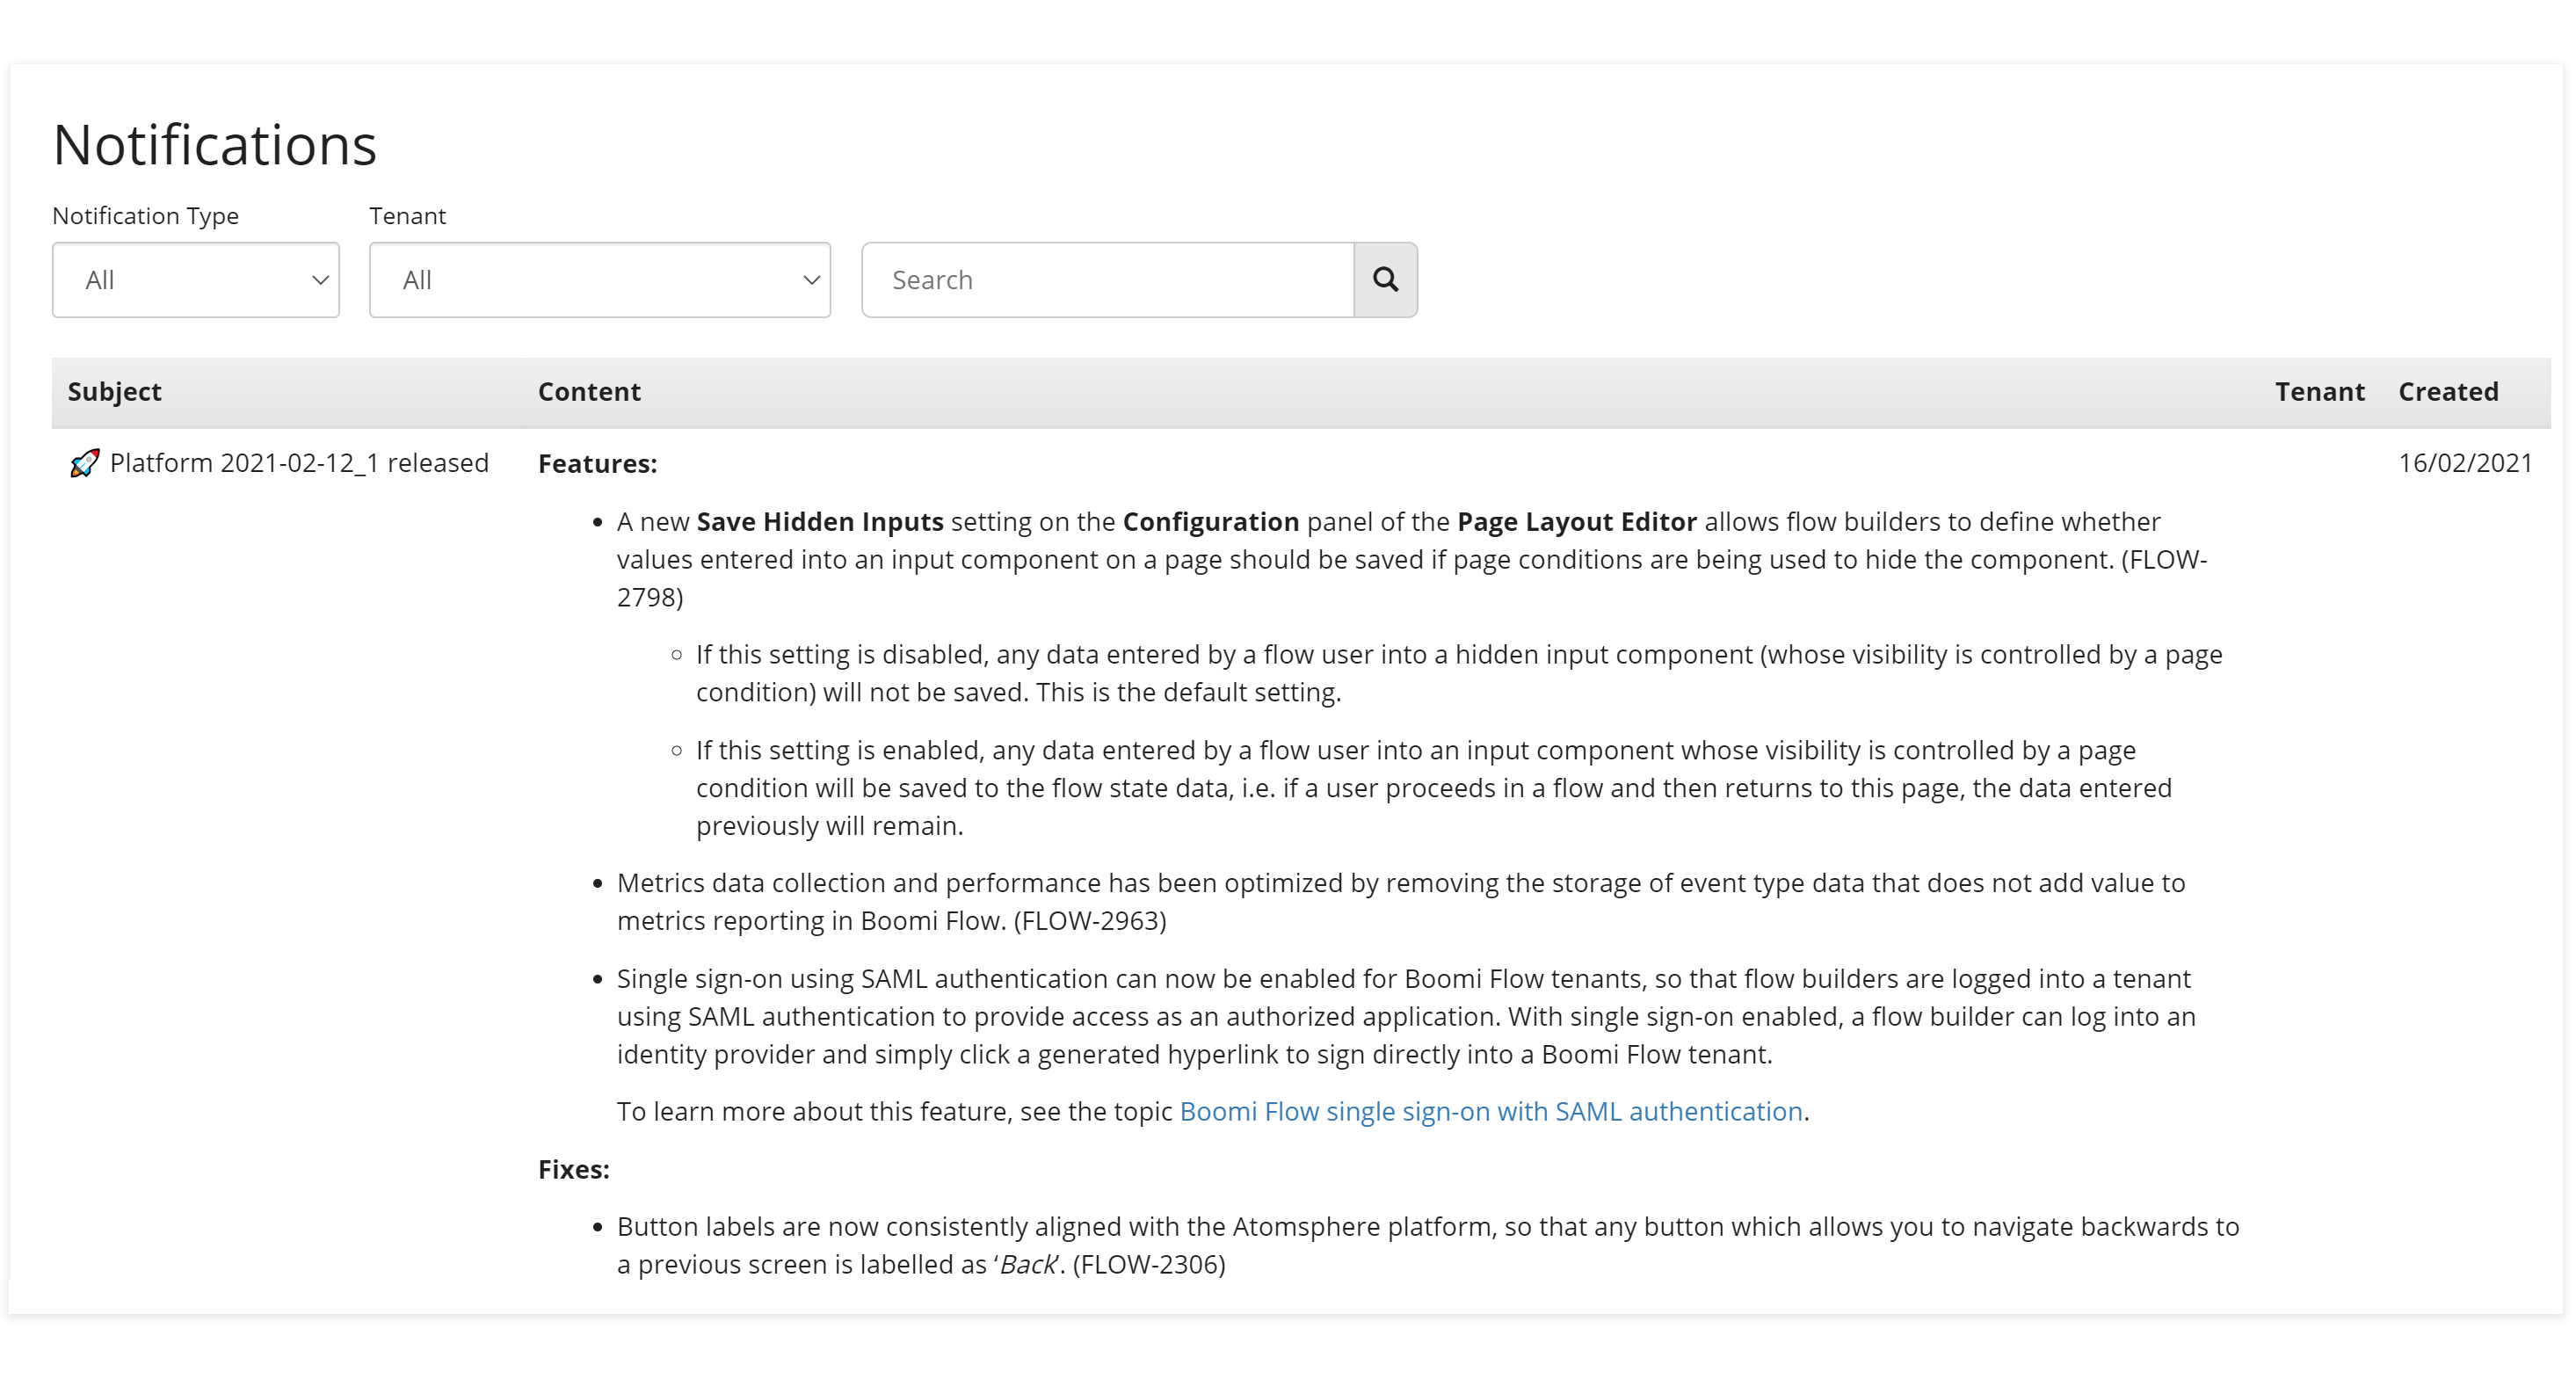 Notifications
Notification Type
Tenant
All
All
Search
Subject
Content
Tenant
Created
Platform 2021-02-12_1 released
Features:
16/02/2021
• A new Save Hidden Inputs setting on the Configuration panel of the Page Layout Editor allows flow builders to define whether
values entered into an input component on a page should be saved if page conditions are being used to hide the component. (FLOW-
2798)
◦ If this setting is disabled, any data entered by a flow user into a hidden input component (whose visibility is controlled by a page
condition) will not be saved. This is the default setting.
◦ If this setting is enabled, any data entered by a flow user into an input component whose visibility is controlled by a page
condition will be saved to the flow state data, i.e. if a user proceeds in a flow and then returns to this page, the data entered
previously will remain.
• Metrics data collection and performance has been optimized by removing the storage of event type data that does not add value to
metrics reporting in Boomi Flow. (FLOW-2963)
• Single sign-on using SAML authentication can now be enabled for Boomi Flow tenants, so that flow builders are logged into a tenant
using SAML authentication to provide access as an authorized application. With single sign-on enabled, a flow builder can log into an
identity provider and simply click a generated hyperlink to sign directly into a Boomi Flow tenant.
To learn more about this feature, see the topic Boomi Flow single sign-on with SAML authentication.
Fixes:
• Button labels are now consistently aligned with the Atomsphere platform, so that any button which allows you to navigate backwards to
a previous screen is labelled as ‘Back’. (FLOW-2306)